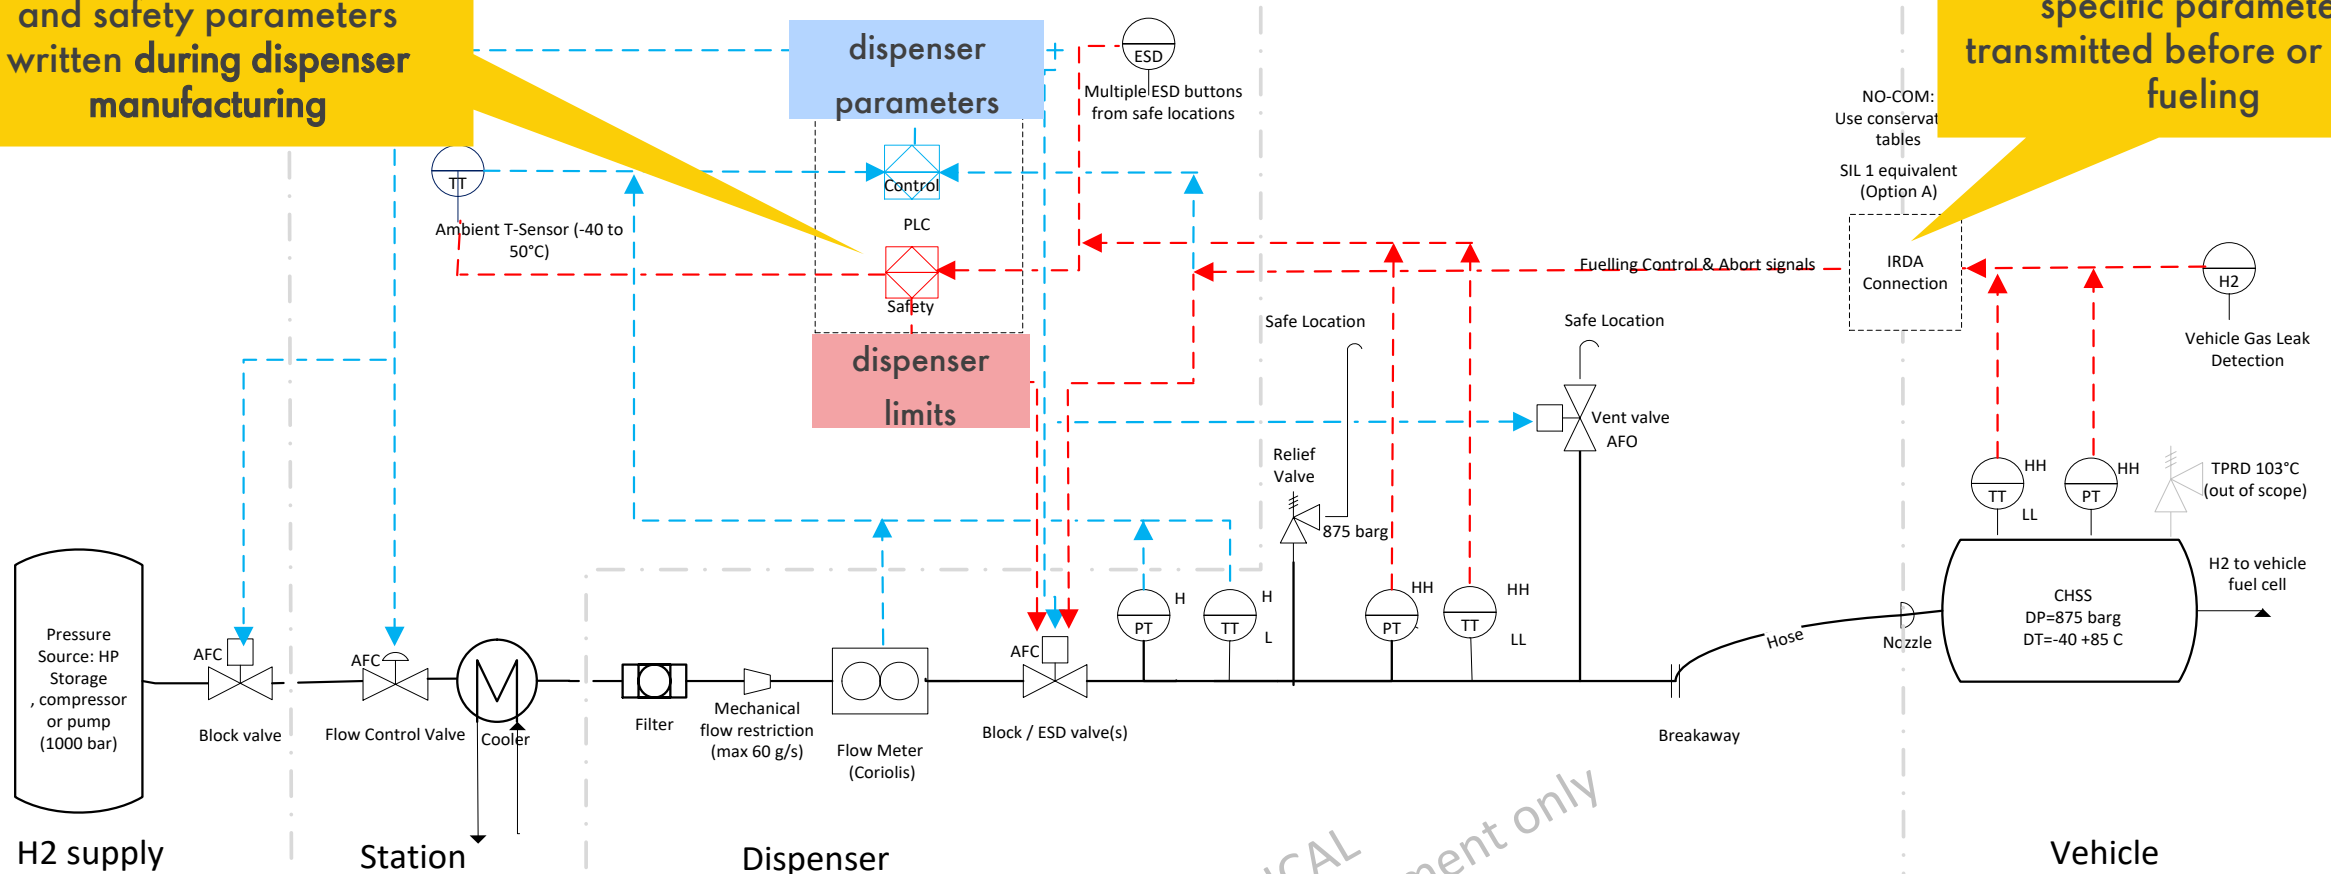 and safety parameters
written during dispenser
manufacturing
dispenser
parameters
ESD
Multiple ESD buttons
from safe locations
specific paramete
transmitted before or
fueling
NO-COM:
Use conservat
tables
SIL 1 equivalent
(Option A)
TT
Ambient T-Sensor (-40 to
50°C)
Control
PLC
Safety
dispenser
limits
Fuelling Control & Abort signals
IRDA
Connection
H2
Vehicle Gas Leak
Detection
Safe Location
Safe Location
Vent valve
AFO
Relief
Valve
875 barg
HH
TT
LL
HH
PT
TPRD 103°C
(out of scope)
Pressure
Source: HP
Storage
, compressor
or pump
(1000 bar)
AFC
Block valve
AFC
Flow Control Valve
Cooler
Filter
Mechanical
flow restriction
(max 60 g/s)
Flow Meter
(Coriolis)
AFC
Block / ESD valve(s)
H
PT
H
TT
L
HH
PT
HH
TT
LL
Breakaway
Hose
Nozzle
CHSS
DP=875 barg
DT=-40 +85 C
H2 to vehicle
fuel cell
H2 supply
Station
Dispenser
Vehicle
ICAL
ment only